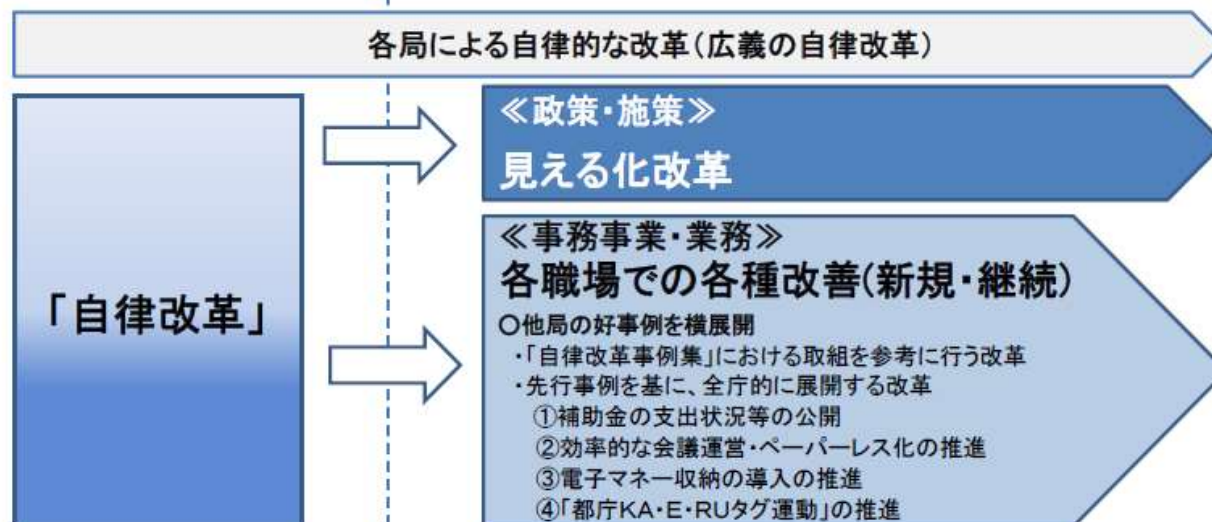 各局による自律的な改革(広義の自律改革)
「自律改革」
≪政策・施策≫
見える化改革
≪事務事業・業務≫
各職場での各種改善(新規・継続)
○他局の好事例を横展開
・「自律改革事例集」における取組を参考に行う改革
・先行事例を基に、全庁的に展開する改革
①補助金の支出状況等の公開
②効率的な会議運営・ペーパーレス化の推進
③電子マネー収納の導入の推進
④「都庁KA・E・RUタグ運動」の推進